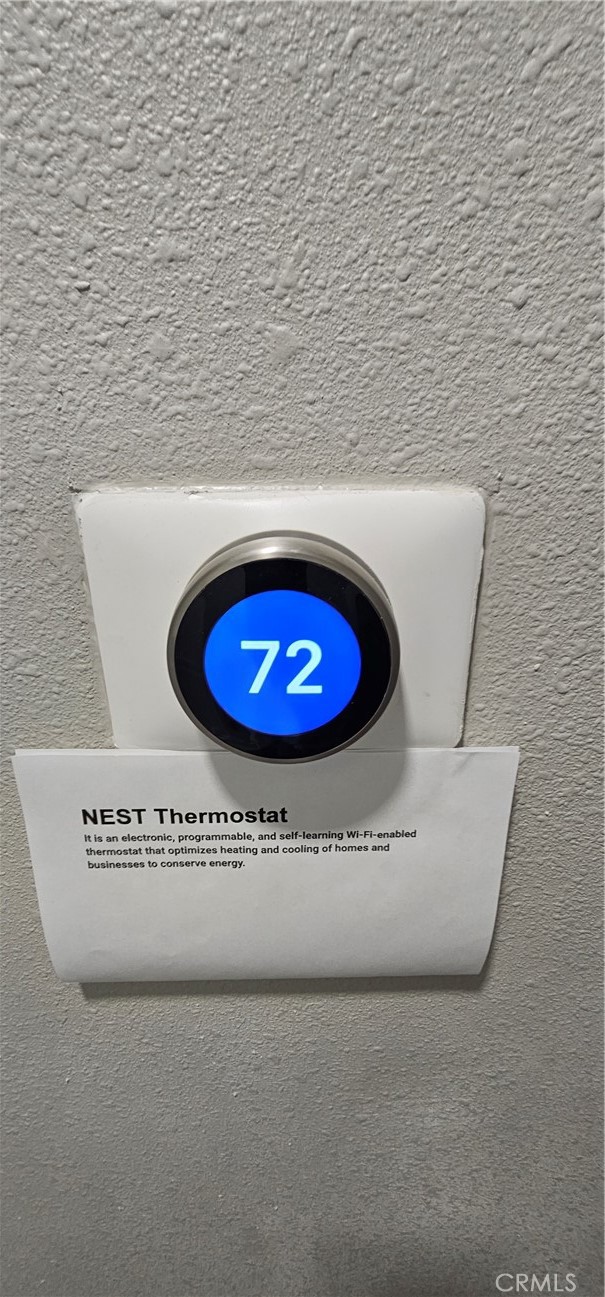 72
NEST Thermostat
It is an electronic, programmable, and self-learning Wi-Fi-enabled
thermostat that optimizes heating and cooling of homes and
businesses to conserve energy.
CRMLS